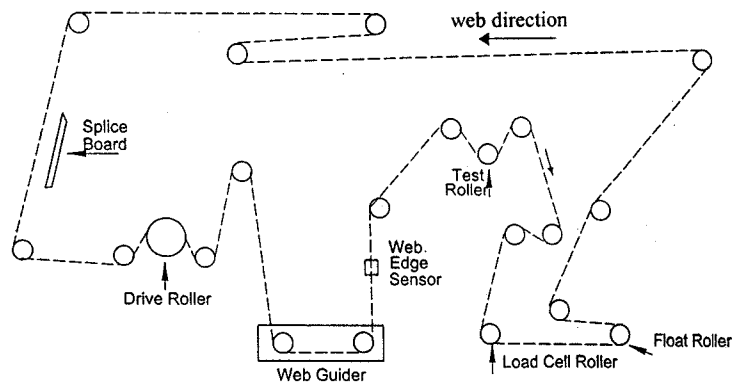 web direction
Splice
Board
Test
Roller
Web.
Edge
Sensor
Drive Roller
Float Roller
Load Cell Roller
Web Guider